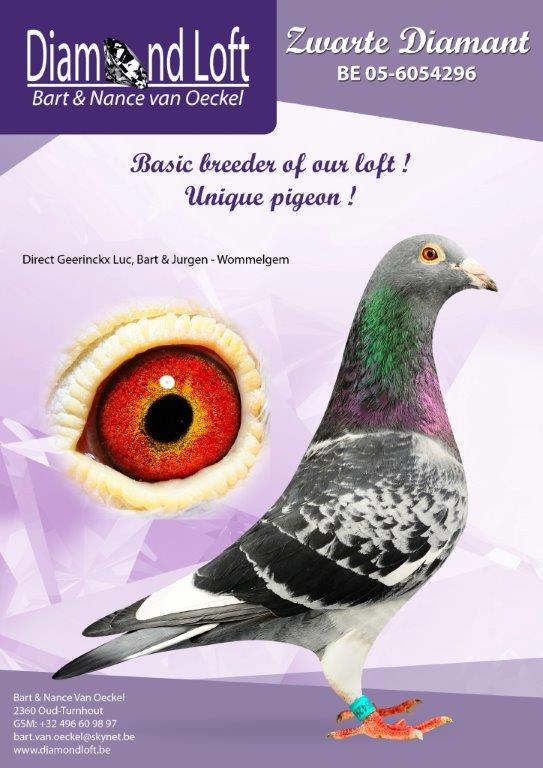 Diamond Loft
Bart & Nance van Oeckel
Zwarte Diamant
BE 05-6054296
Basic breeder of our loft !
Unique pigeon !
Direct Geerinckx Luc, Bart & Jurgen - Wommelgem
Bart & Nance Van Oeckel
2360 Oud-Turnhout
GSM: +32 496 60 98 97
bart.van.oeckel@skynet.be
www.diamondloft.be